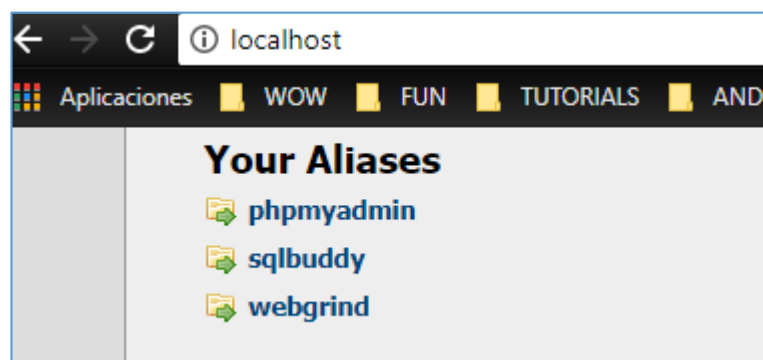 localhost
Aplicaciones WOW FUN TUTORIALS AND
Your Aliases
phpmyadmin
sqlbuddy
webgrind